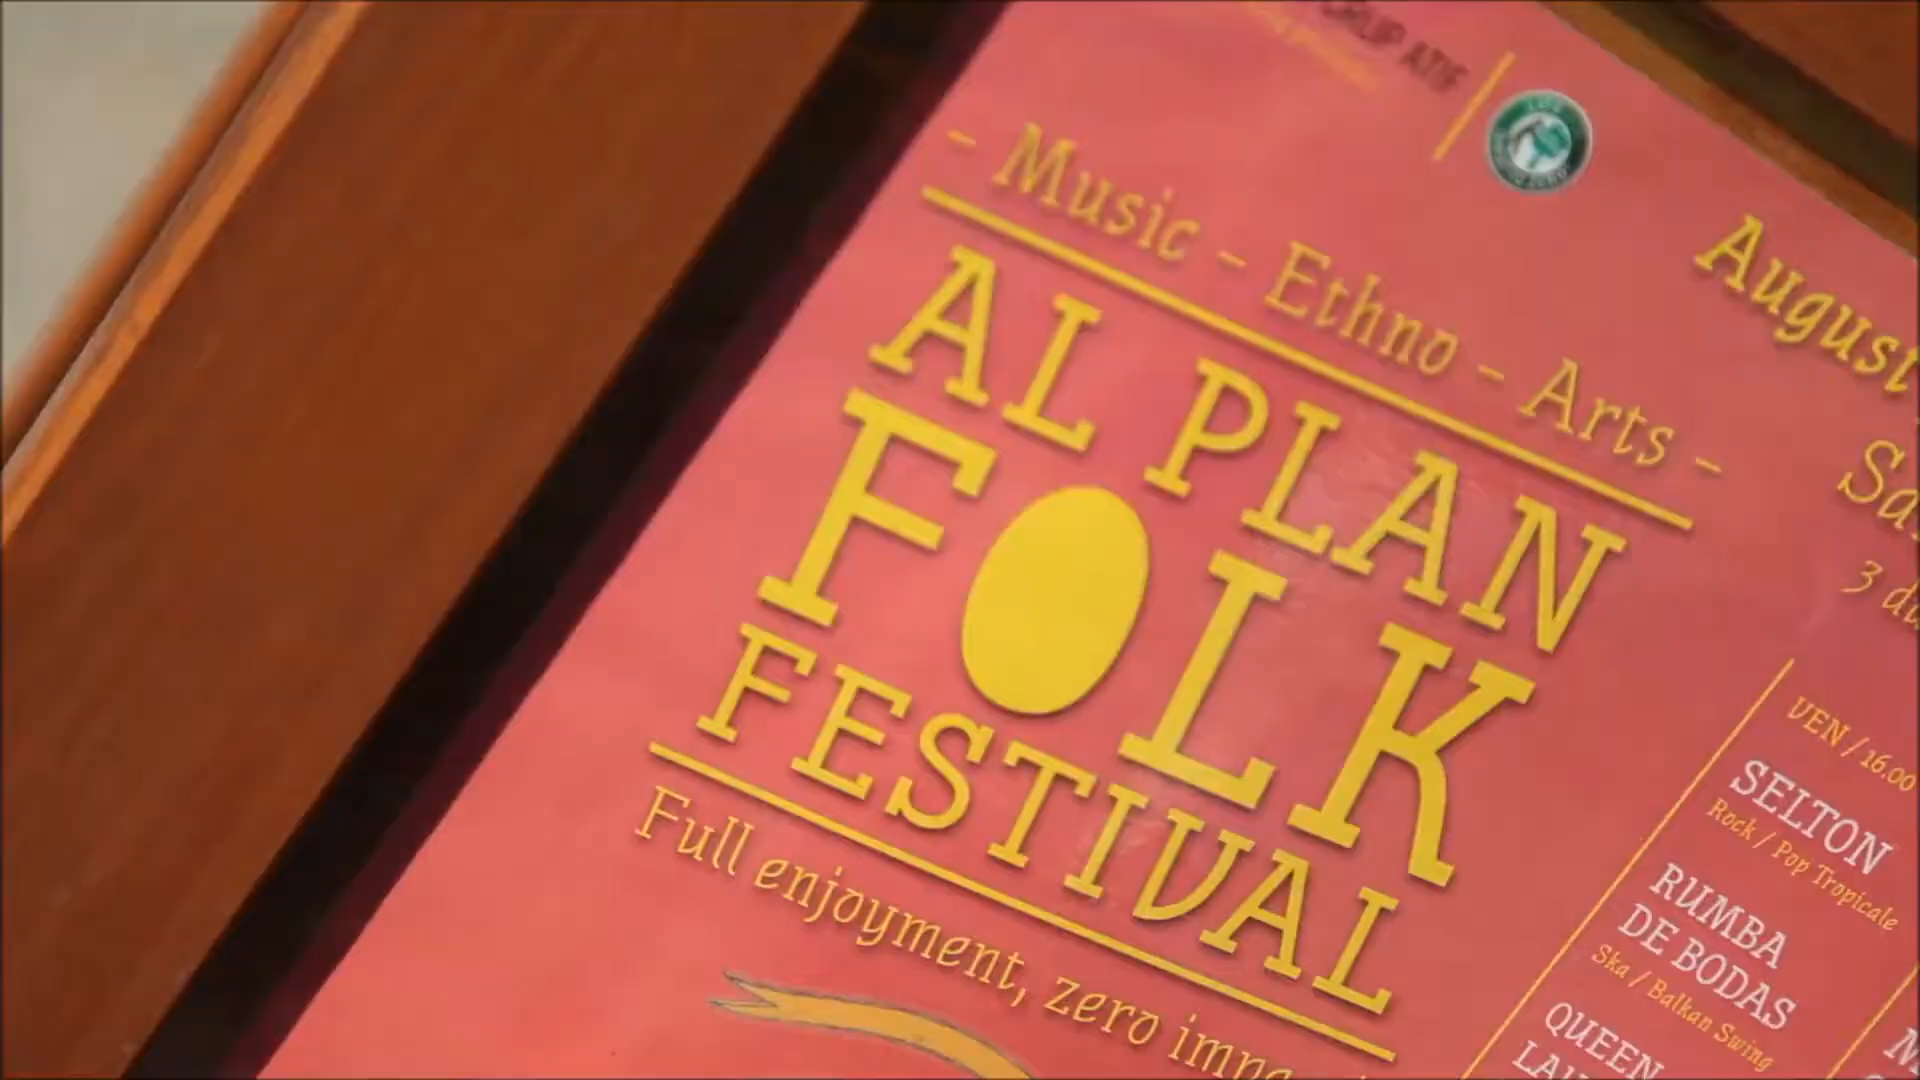 - Music - Ethno - Arts -
AL PLAN
FOLK
FESTIVAL
Full enjoyment, zero
August
3
VEN / 16.00
SELTON
Rock / Pop Tropicale
RUMBA
DE BODAS
Ska / Balkan Swing
QUEEN